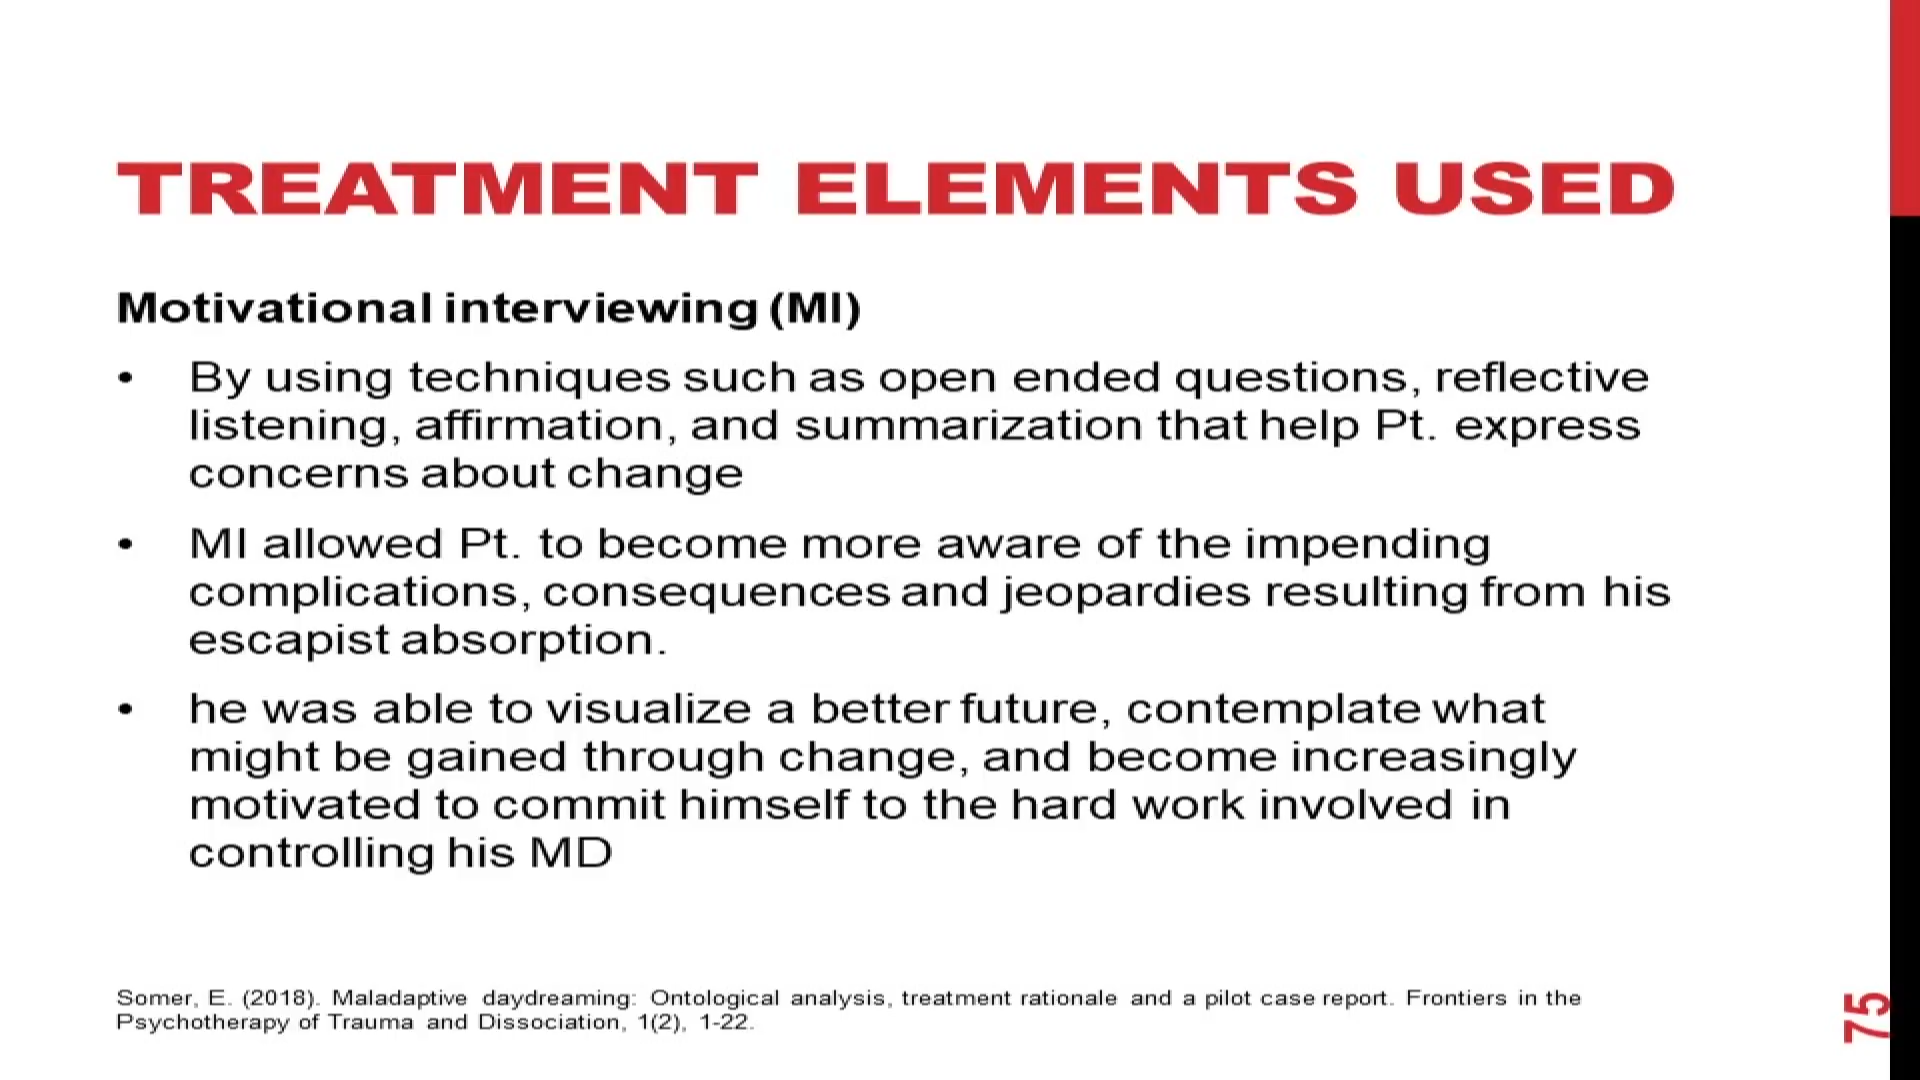 TREATMENT ELEMENTS USED
Motivational interviewing (MI)
• By using techniques such as open ended questions, reflective
listening, affirmation, and summarization that help Pt. express
concerns about change
• MI allowed Pt. to become more aware of the impending
complications, consequences and jeopardies resulting from his
escapist absorption.
• he was able to visualize a better future, contemplate what
might be gained through change, and become increasingly
motivated to commit himself to the hard work involved in
controlling his MD
Somer, E. (2018). Maladaptive daydreaming: Ontological analysis, treatment rationale and a pilot case report. Frontiers in the
Psychotherapy of Trauma and Dissociation, 1(2), 1-22.
75